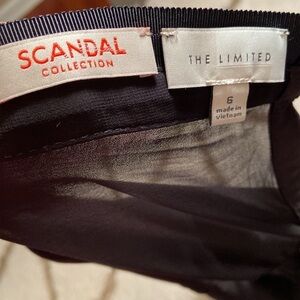 SCANDAL
COLLECTION
THE LIMITED
6
made in
vietnam